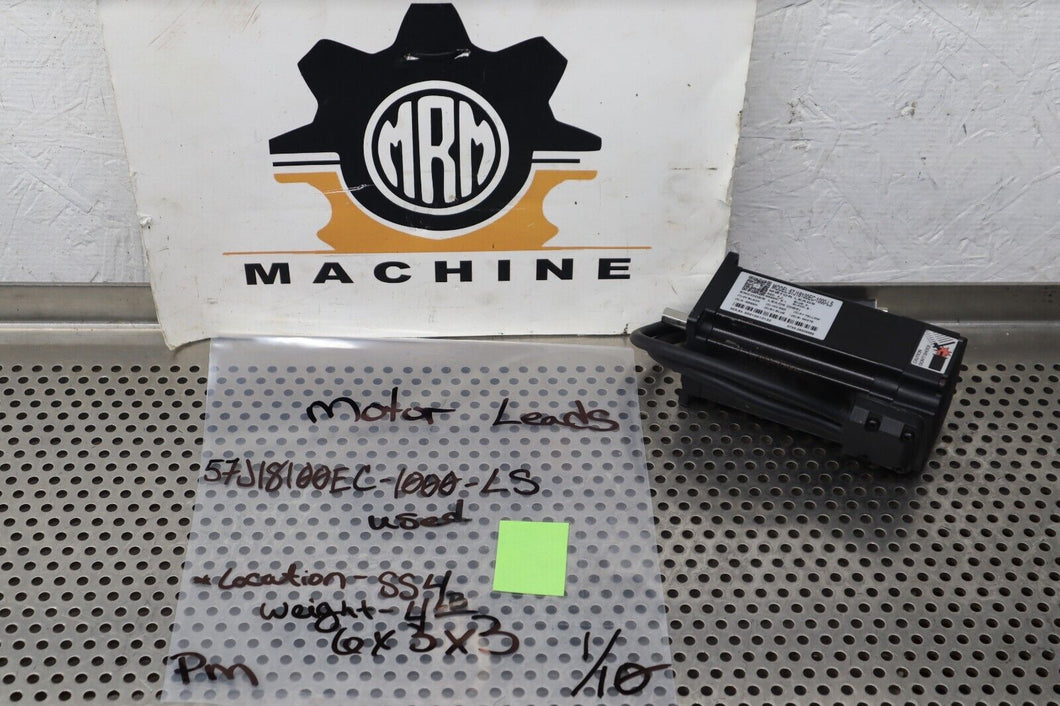 MRM
MACHINE
Motor Leads
57J18100EC-1000-LS
used
*Location - SS4
Weight - 4LB
6x3x3
Pm
1/10
MODEL:57J18100EC-1000-LS